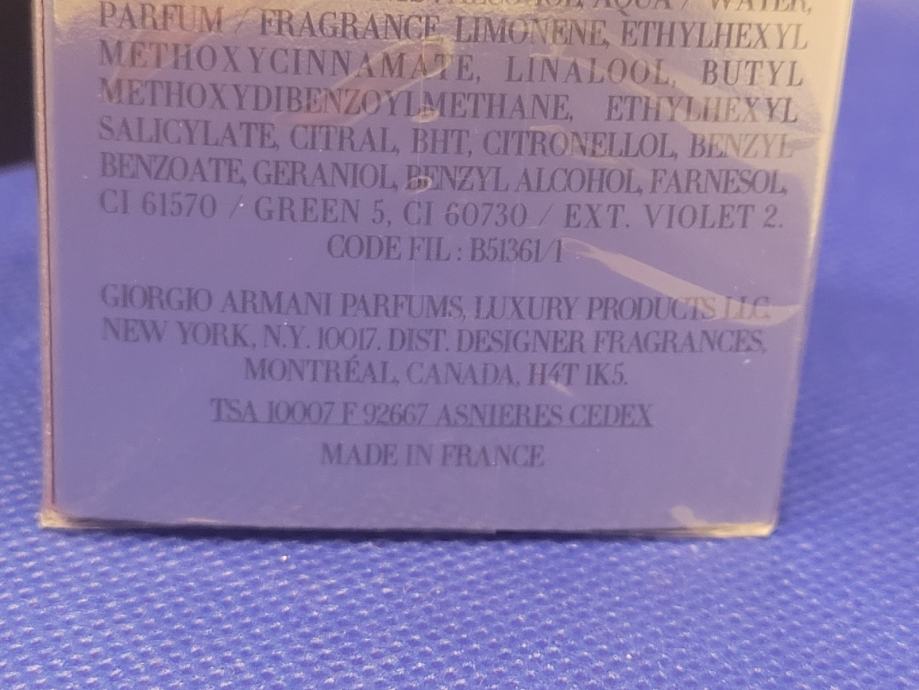 AQUA / WATER,
PARFUM / FRAGRANCE, LIMONENE, ETHYLHEXYL
METHOXYCINNAMATE, LINALOOL, BUTYL
METHOXYDIBENZOYLMETHANE, ETHYLHEXYL
SALICYLATE, CITRAL, BHT, CITRONELLOL, BENZYL
BENZOATE, GERANIOL, BENZYL ALCOHOL, FARNESOL,
CI 61570 / GREEN 5, CI 60730 / EXT. VIOLET 2.
CODE FIL : B51361/1
GIORGIO ARMANI PARFUMS, LUXURY PRODUCTS LLC.
NEW YORK, N.Y. 10017. DIST. DESIGNER FRAGRANCES,
MONTRÉAL, CANADA, H4T 1K5.
TSA 10007 F 92667 ASNIERES CEDEX
MADE IN FRANCE